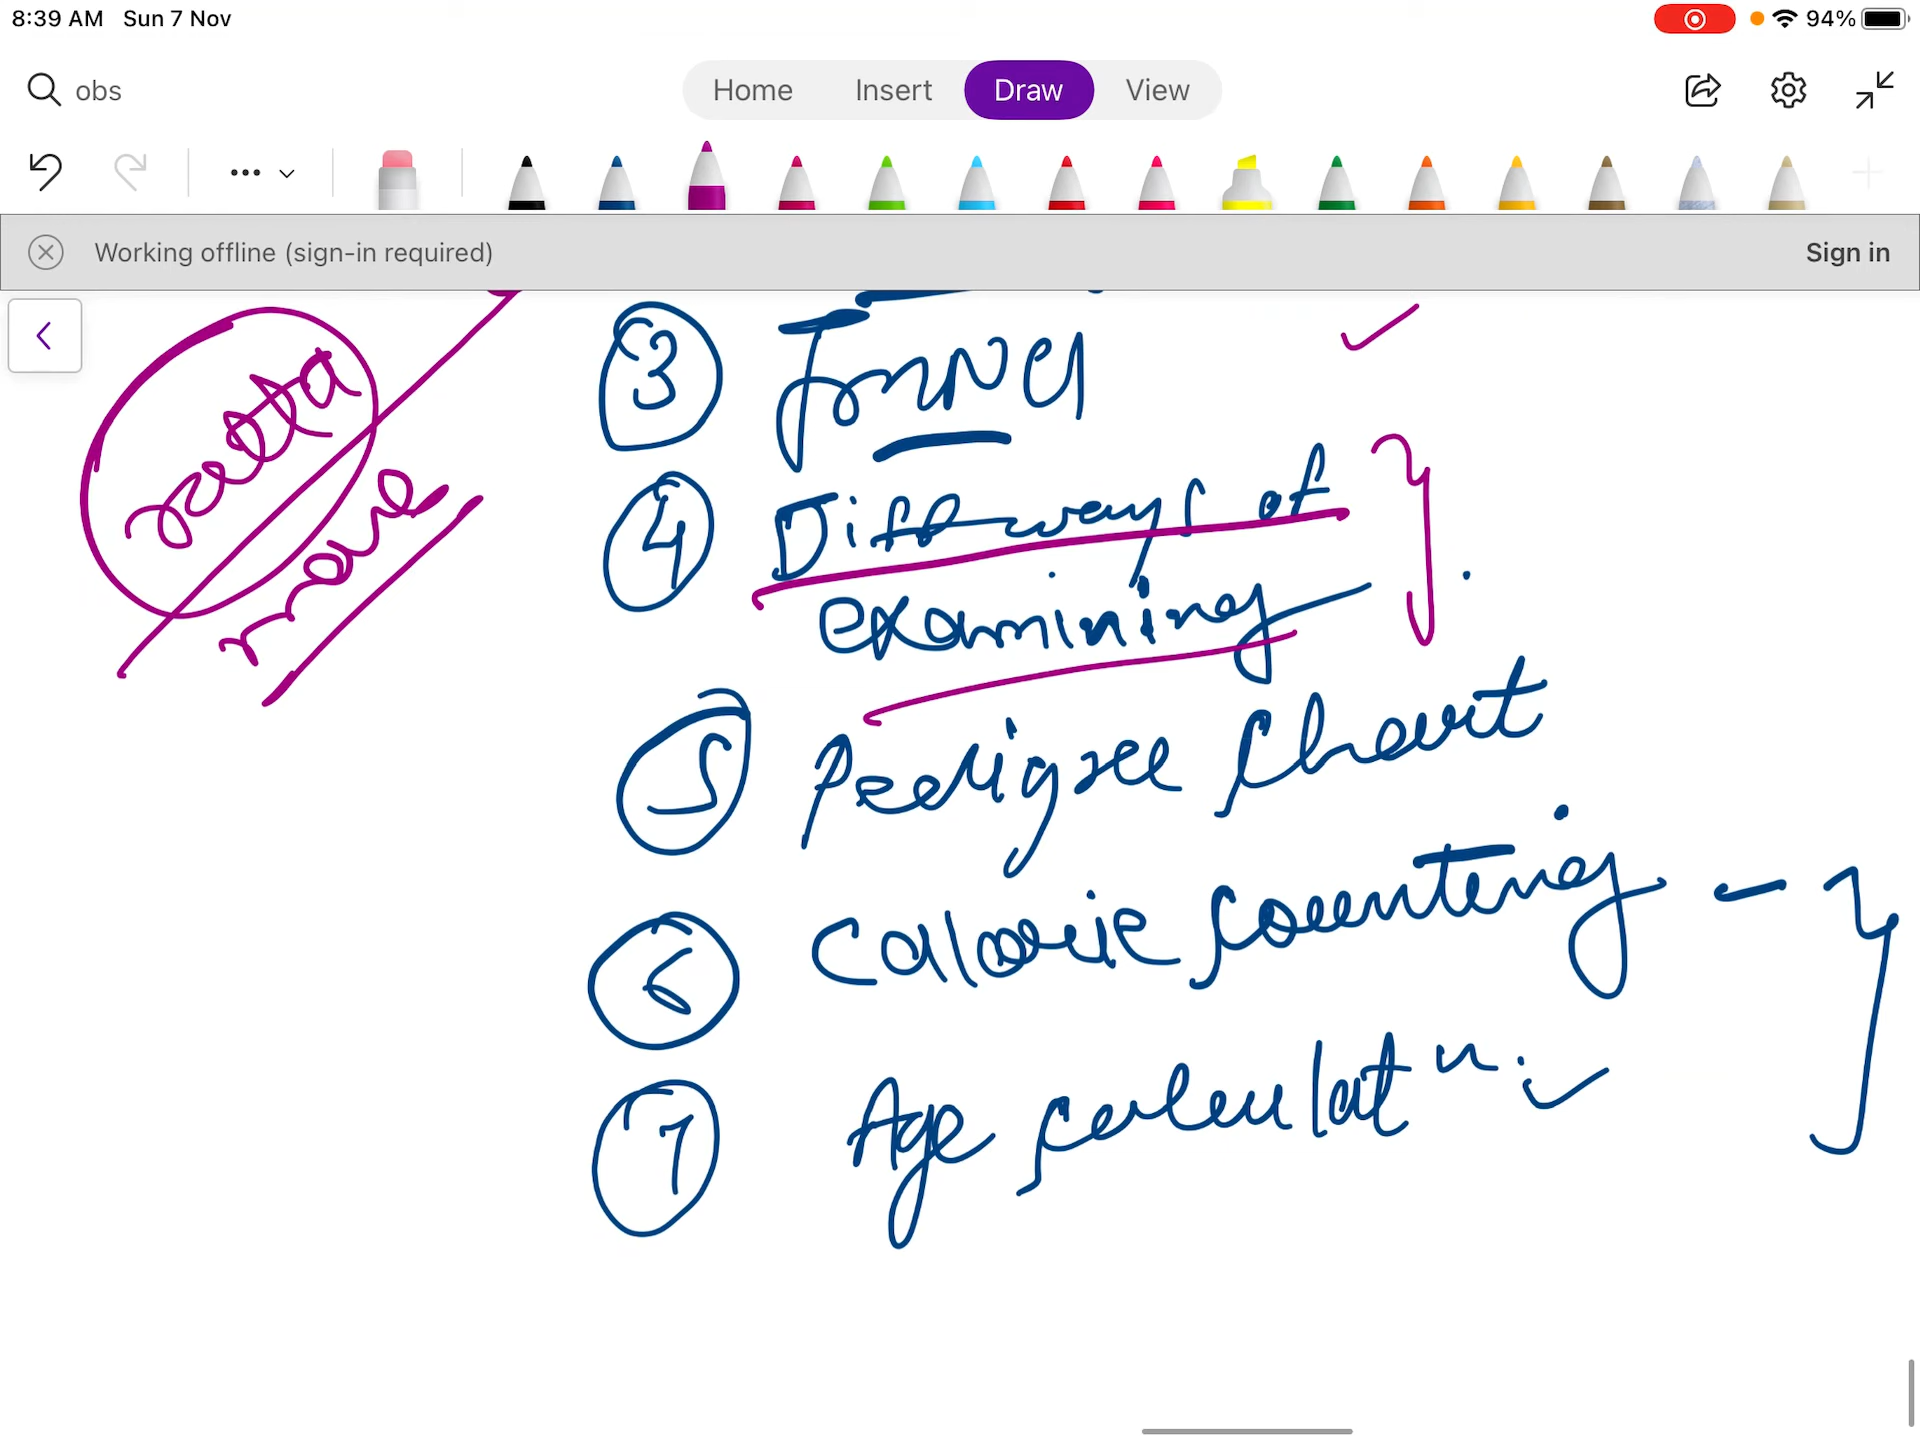 8:39 AM Sun 7 Nov
94%
obs
Home Insert Draw View
Working offline (sign-in required)
Sign in
3 IMNCI
4 Diff ways of
examining
5 Pedigree Chart
6 Calorie Counting -
7 Age calculatn.